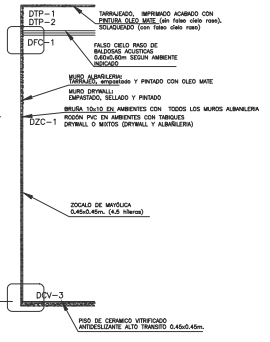 DTP-1
DTP-2
TARRAJEADO, IMPRIMADO ACABADO CON
PINTURA OLEO MATE (sin falso cielo raso).
SOLAQUEADO (con falso cielo raso)
DFC-1
FALSO CIELO RASO DE
BALDOSAS ACUSTICAS
0.60x0.60m SEGUN AMBIENTE
INDICADO
MURO ALBAÑILERIA:
TARRAJEO, empastado Y PINTADO CON OLEO MATE
MURO DRYWALL:
EMPASTADO, SELLADO Y PINTADO
BRUÑA 10x10 EN AMBIENTES CON TODOS LOS MUROS ALBANILERIA
DZC-1
RODÓN PVC EN AMBIENTES CON TABIQUES
DRYWALL O MIXTOS (DRYWALL Y ALBAÑILERIA)
ZOCALO DE MAYÓLICA
0.45x0.45m. (4.5 hileras)
DCV-3
PISO DE CERAMICO VITRIFICADO
ANTIDESLIZANTE ALTO TRANSITO 0.45x0.45m.